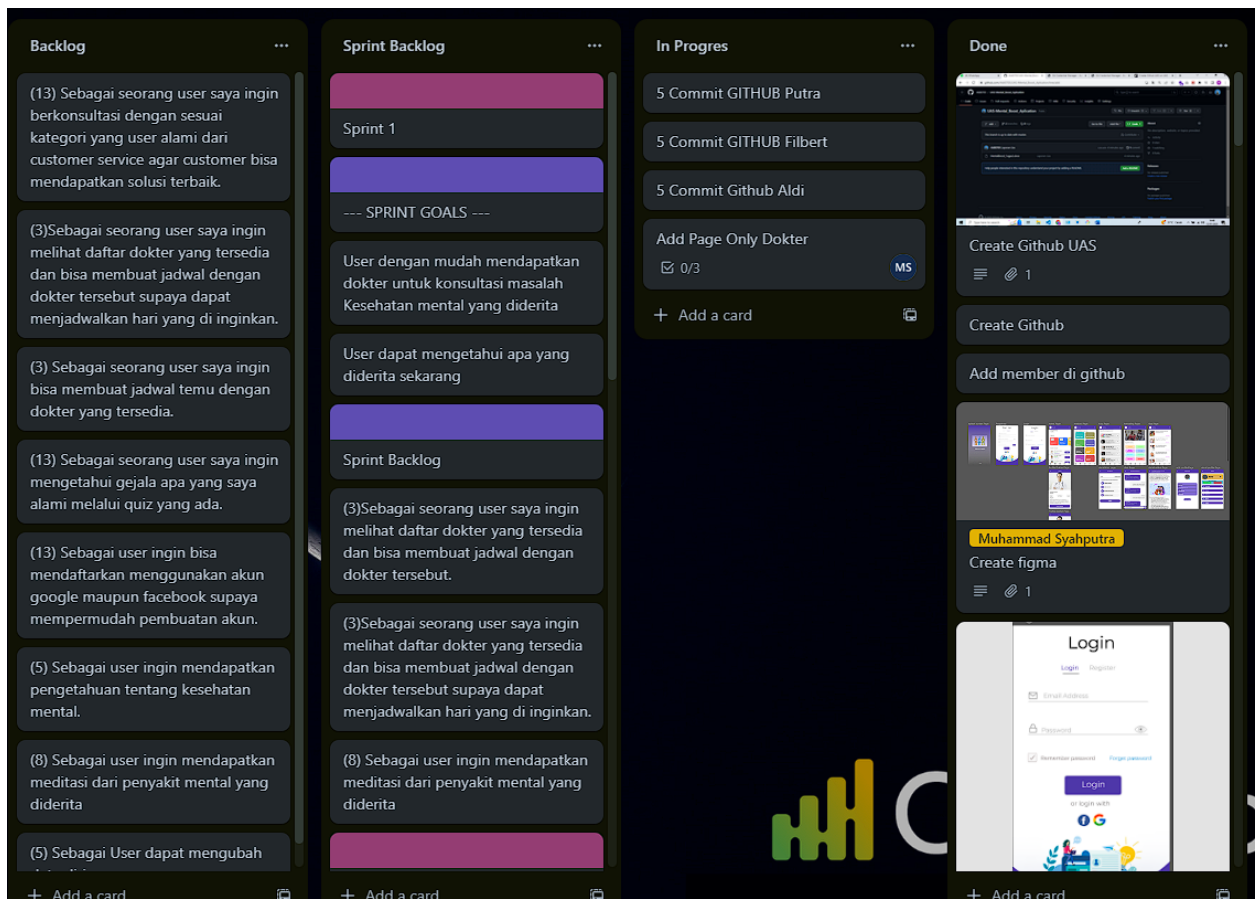 Backlog
(13) Sebagai seorang user saya ingin
berkonsultasi dengan sesuai
kategori yang user alami dari
customer service agar customer bisa
mendapatkan solusi terbaik.
(3)Sebagai seorang user saya ingin
melihat daftar dokter yang tersedia
dan bisa membuat jadwal dengan
dokter tersebut supaya dapat
menjadwalkan hari yang di inginkan.
(3) Sebagai seorang user saya ingin
bisa membuat jadwal temu dengan
dokter yang tersedia.
(13) Sebagai seorang user saya ingin
mengetahui gejala apa yang saya
alami melalui quiz yang ada.
(13) Sebagai user ingin bisa
mendaftarkan menggunakan akun
google maupun facebook supaya
mempermudah pembuatan akun.
(5) Sebagai user ingin mendapatkan
pengetahuan tentang kesehatan
mental.
(8) Sebagai user ingin mendapatkan
meditasi dari penyakit mental yang
diderita
(5) Sebagai User dapat mengubah
Add a card
Sprint Backlog
Sprint 1
--- SPRINT GOALS ---
User dengan mudah mendapatkan
dokter untuk konsultasi masalah
Kesehatan mental yang diderita
User dapat mengetahui apa yang
diderita sekarang
Sprint Backlog
(3)Sebagai seorang user saya ingin
melihat daftar dokter yang tersedia
dan bisa membuat jadwal dengan
dokter tersebut.
(3)Sebagai seorang user saya ingin
melihat daftar dokter yang tersedia
dan bisa membuat jadwal dengan
dokter tersebut supaya dapat
menjadwalkan hari yang di inginkan.
(8) Sebagai user ingin mendapatkan
meditasi dari penyakit mental yang
diderita
Add a card
In Progres
5 Commit GITHUB Putra
5 Commit GITHUB Filbert
5 Commit Github Aldi
Add Page Only Dokter
0/3
MS
Add a card
Done
Create Github UAS
1
Create Github
Add member di github
Muhammad Syahputra
Create figma
1
Login
Login Register
Email Address
Password
Remember password Forgot password
Login
or login with
Add a card